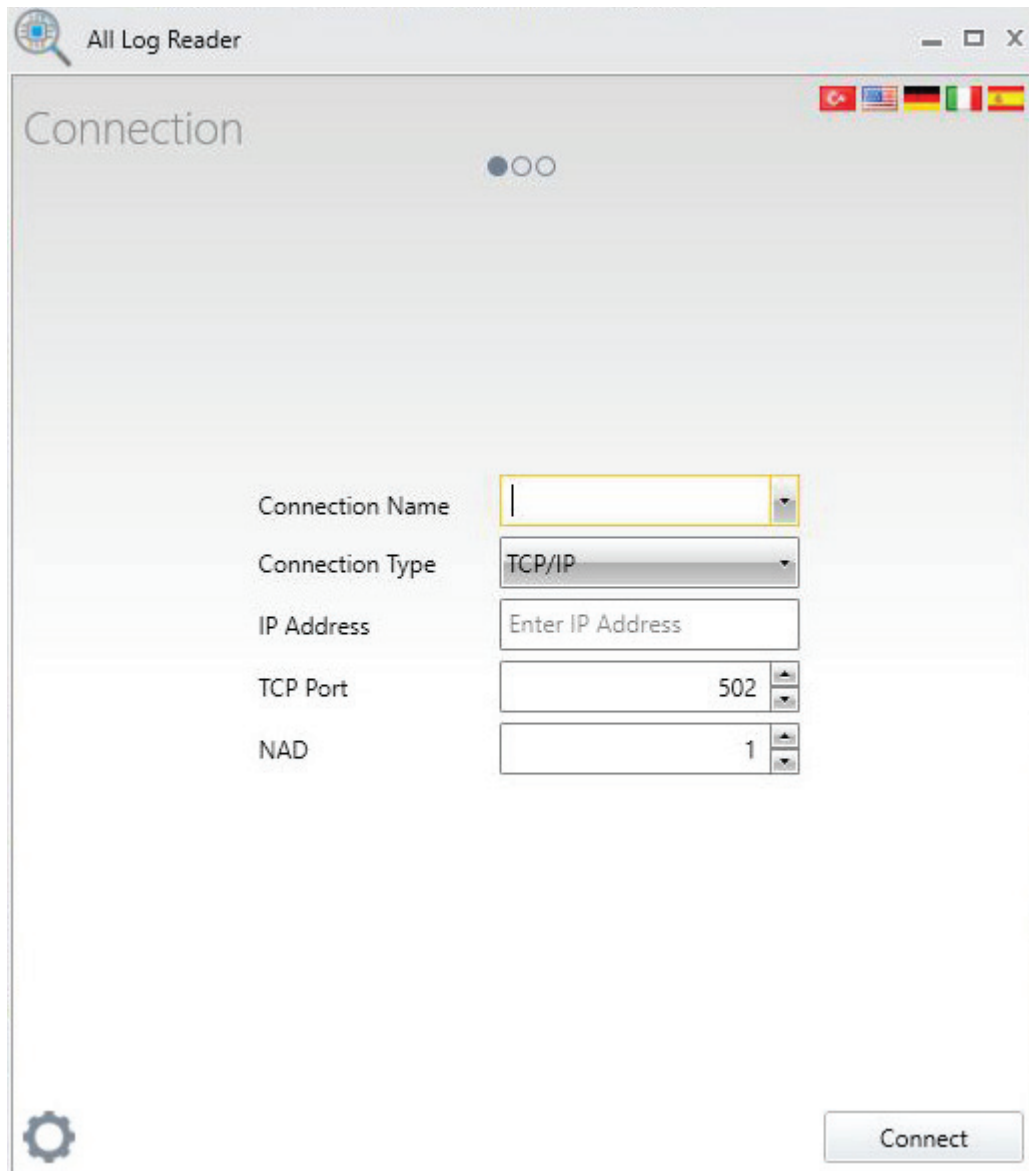 All Log Reader
Connection
Connection Name
Connection Type TCP/IP
IP Address Enter IP Address
TCP Port 502
NAD 1
Connect